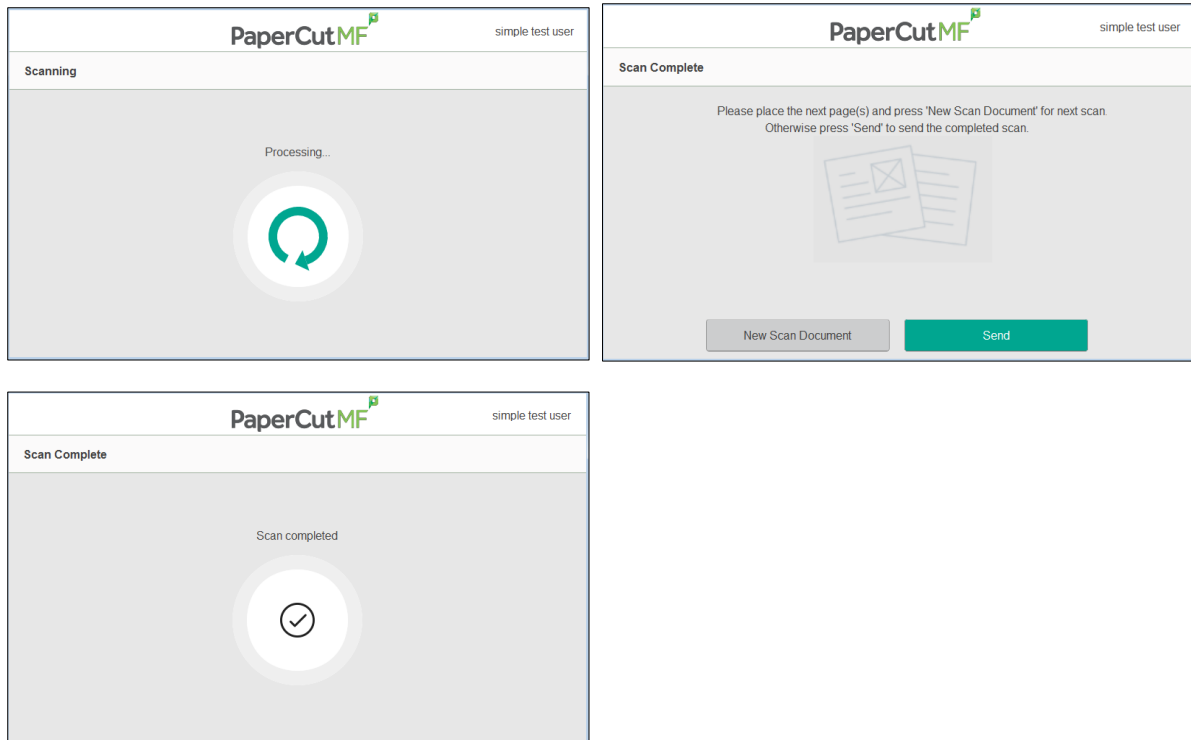 PaperCutMF
simple test user
Scanning
Processing...
PaperCutMF
simple test user
Scan Complete
Please place the next page(s) and press 'New Scan Document' for next scan.
Otherwise press 'Send' to send the completed scan.
New Scan Document
Send
PaperCutMF
simple test user
Scan Complete
Scan completed